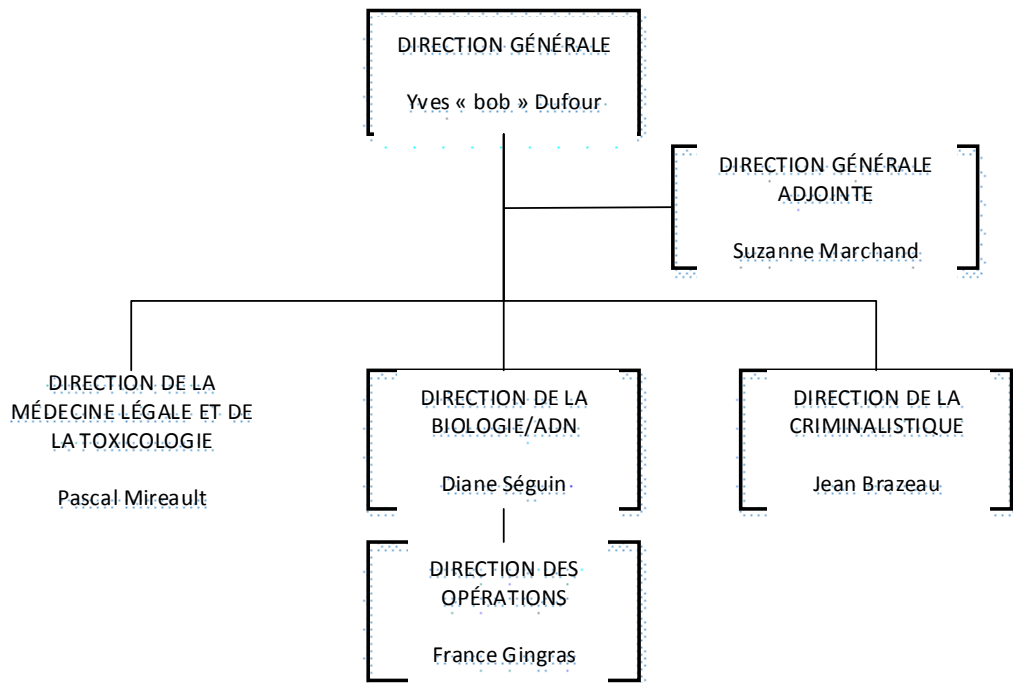 DIRECTION GÉNÉRALE
Yves « bob » Dufour
DIRECTION GÉNÉRALE
ADJOINTE
Suzanne Marchand
DIRECTION DE LA
MÉDECINE LÉGALE ET DE
LA TOXICOLOGIE
Pascal Mireault
DIRECTION DE LA
BIOLOGIE/ADN
Diane Séguin
DIRECTION DE LA
CRIMINALISTIQUE
Jean Brazeau
DIRECTION DES
OPÉRATIONS
France Gingras